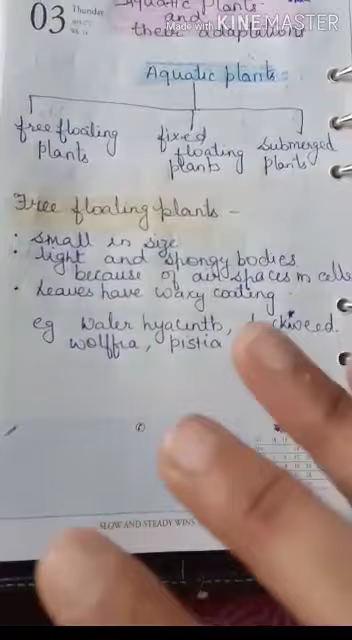 03 Thursday
Aquatic plants
and
Made with KINEMASTER
these adaptations
Aquatic plants
free floating plants
fixed floating plants
submerged plants
Free floating plants -
• small in size
• light and spongy bodies
because of air spaces in cells
• Leaves have waxy coating
eg Water hyacinth, duckweed.
wolffia, pistia
SLOW AND STEADY WINS